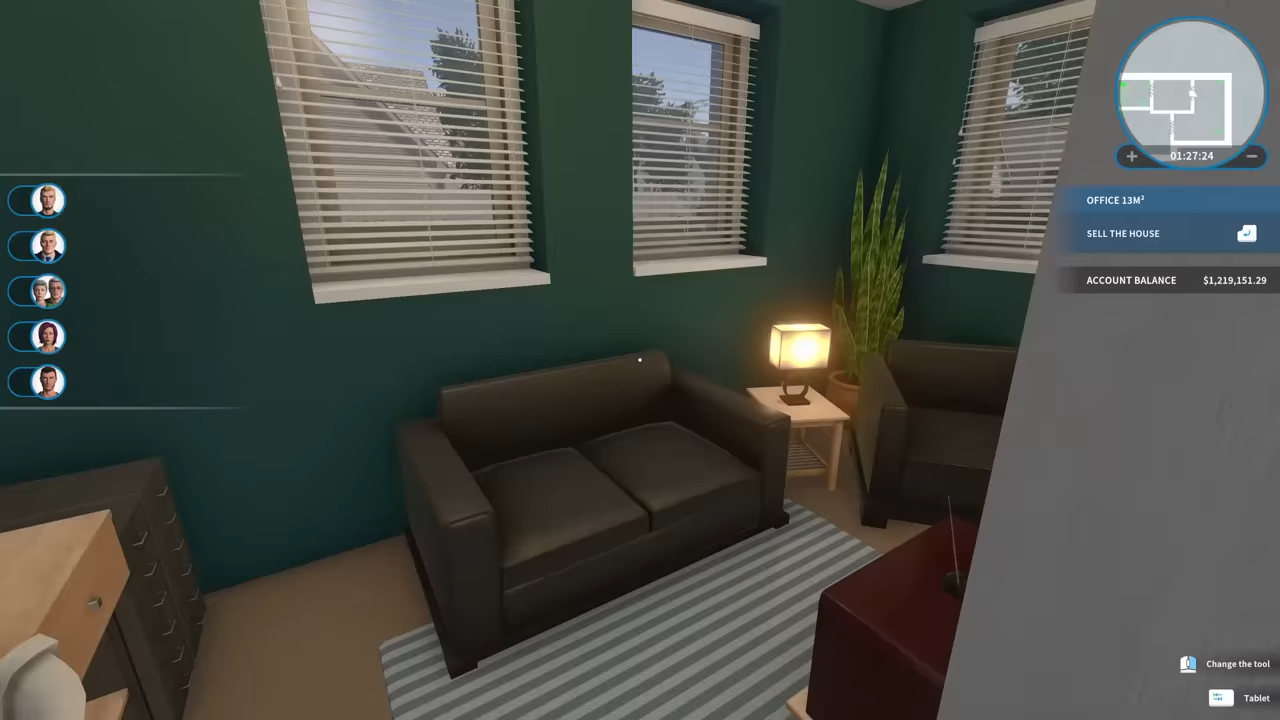 01:27:24
OFFICE 13M²
SELL THE HOUSE
ACCOUNT BALANCE $1,219,151.29
Change the tool
Tablet